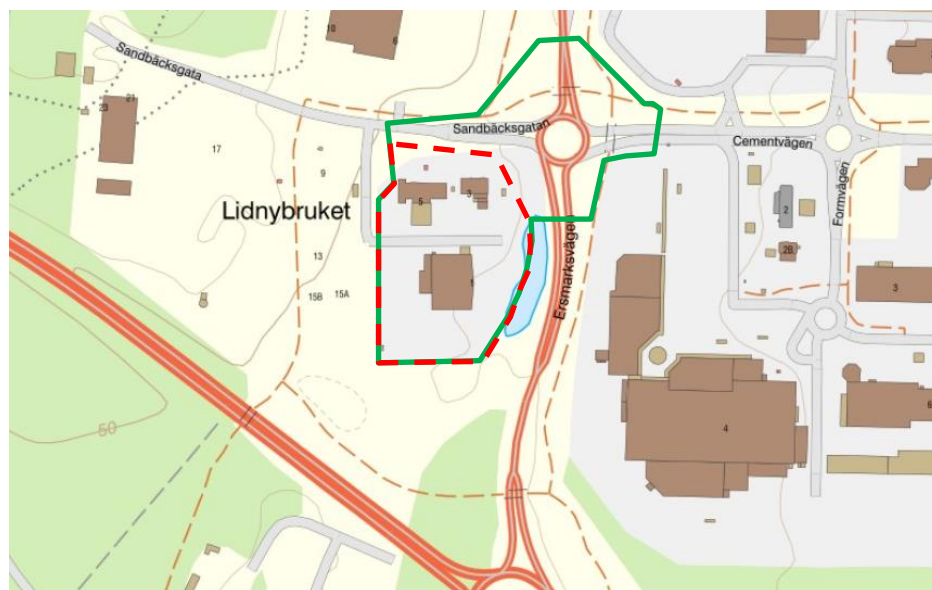 10
6
Sandbäcksgata
23
21
17
9
Sandbäcksgatan
Cementvägen
Formvägen
Lidnybruket
5
3
2
2B
13
15B
15A
1
Ersmarksvägen
3
50
4